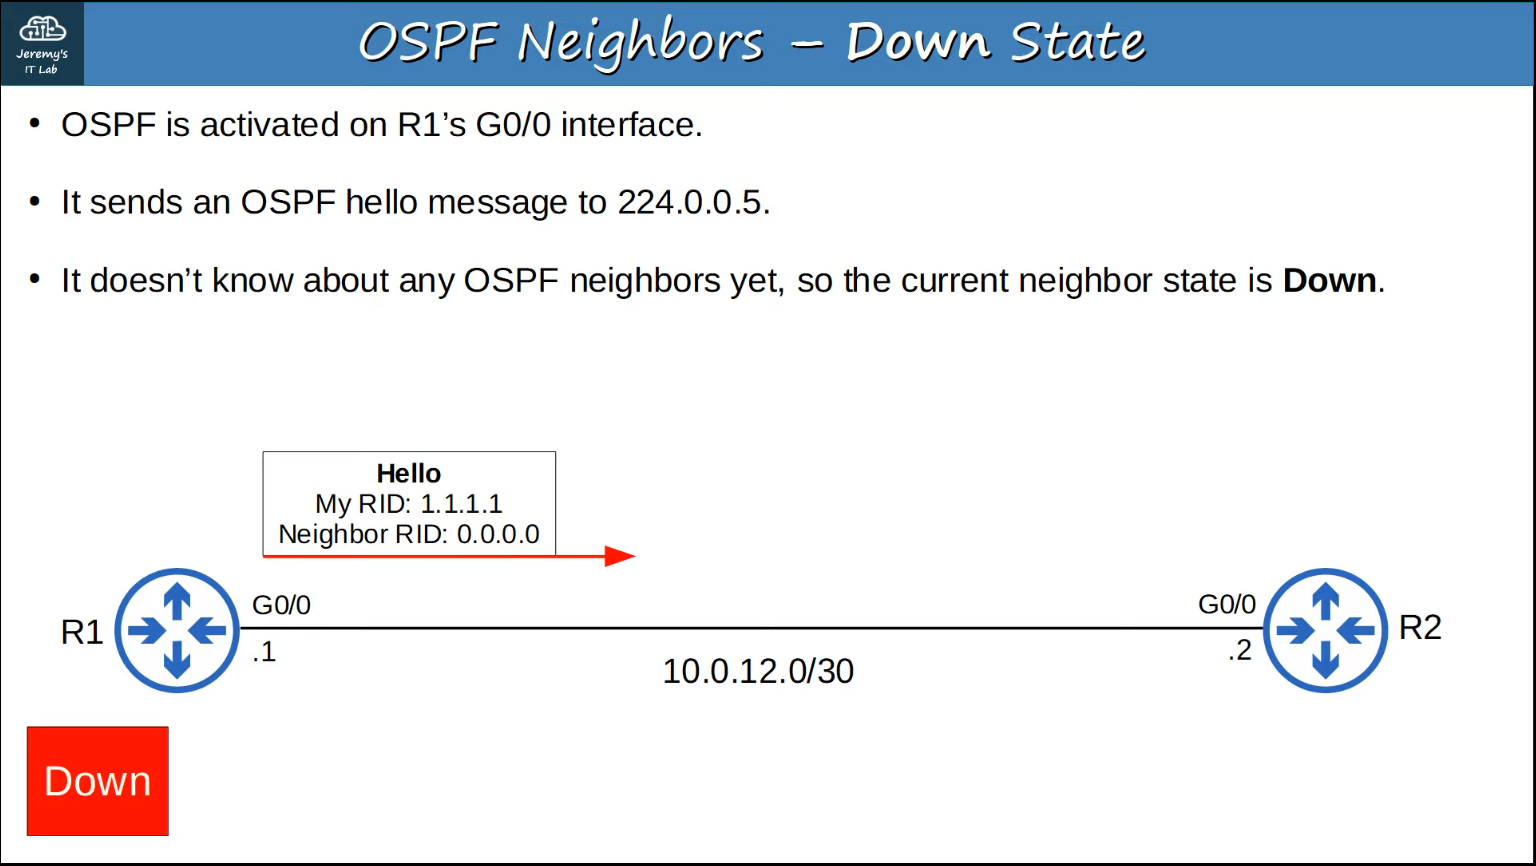 Jeremy's
IT Lab
OSPF Neighbors – Down State
• OSPF is activated on R1’s G0/0 interface.
• It sends an OSPF hello message to 224.0.0.5.
• It doesn’t know about any OSPF neighbors yet, so the current neighbor state is Down.
Hello
My RID: 1.1.1.1
Neighbor RID: 0.0.0.0
R1
G0/0
.1
10.0.12.0/30
G0/0
.2
R2
Down